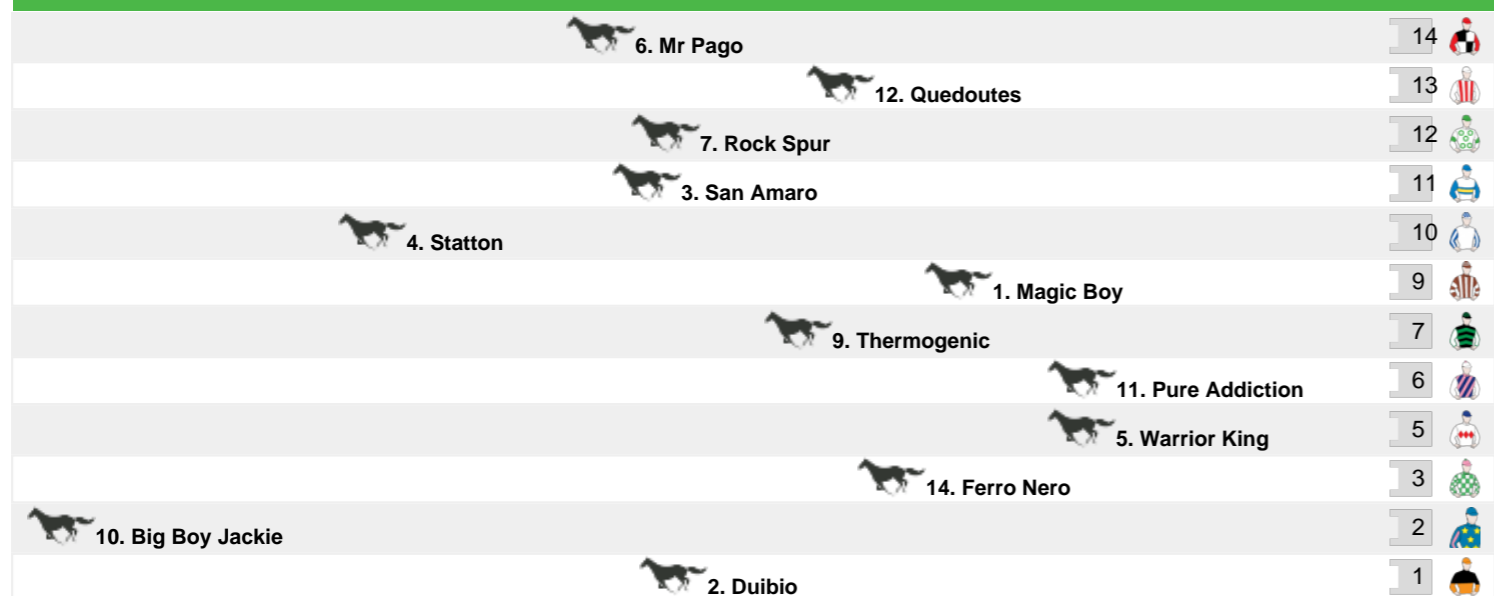 6. Mr Pago 14
12. Quedoutes 13
7. Rock Spur 12
3. San Amaro 11
4. Statton 10
1. Magic Boy 9
9. Thermogenic 7
11. Pure Addiction 6
5. Warrior King 5
14. Ferro Nero 3
10. Big Boy Jackie 2
2. Duibio 1